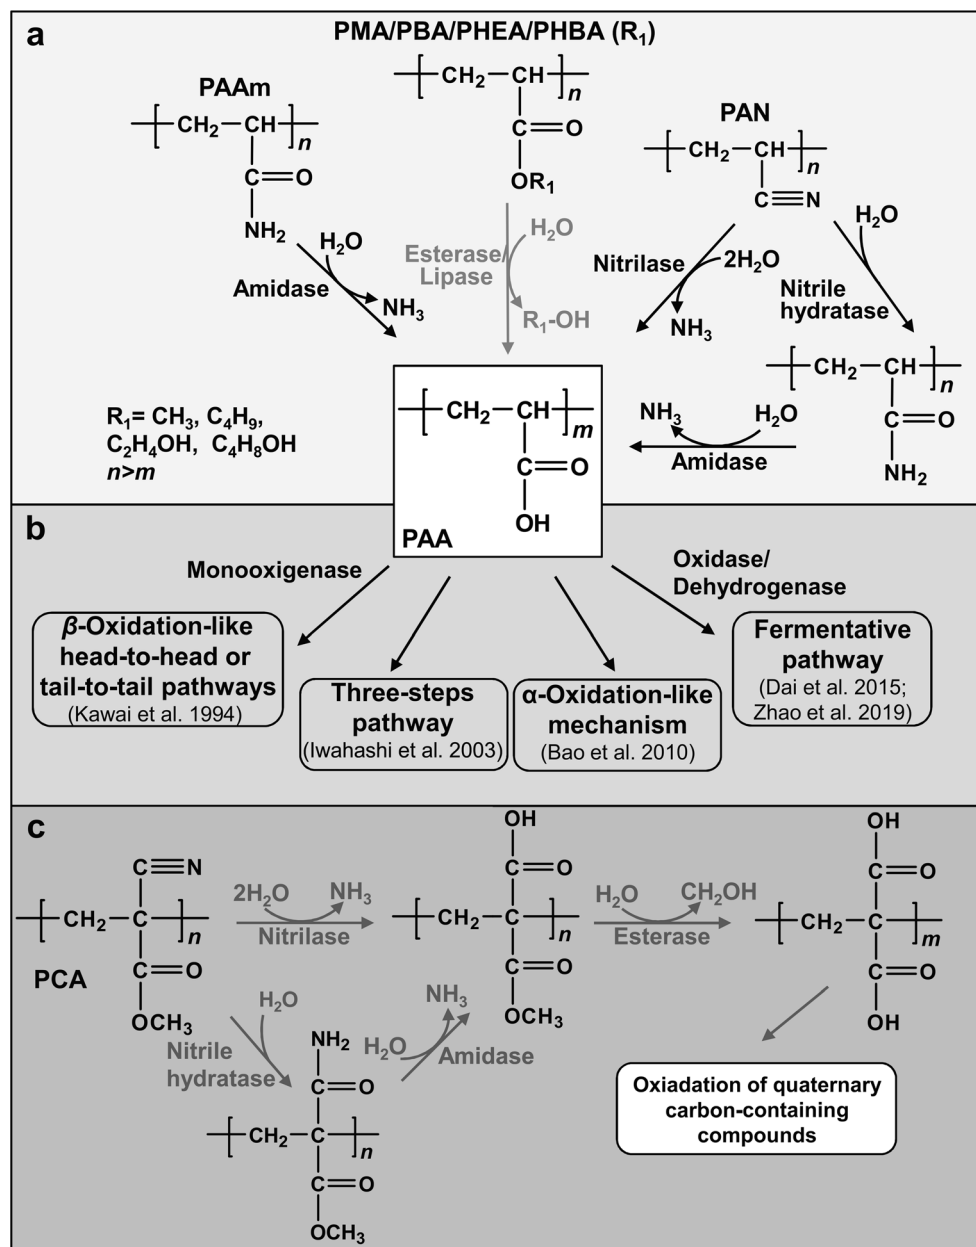 a
PMA/PBA/PHEA/PHBA (R₁)
CH₂
CH
n
C
O
OR₁
PAAm
CH₂
CH
n
C
O
NH₂
PAN
CH₂
CH
n
C
N
H₂O
Amidase
NH₃
Esterase/
Lipase
H₂O
R₁-OH
Nitrilase
2H₂O
NH₃
H₂O
Nitrile
hydratase
CH₂
CH
n
C
O
NH₂
NH₃
H₂O
Amidase
R₁= CH₃, C₄H₉,
C₂H₄OH, C₄H₈OH
n>m
CH₂
CH
m
C
O
OH
PAA
b
Monooxigenase
Oxidase/
Dehydrogenase
β-Oxidation-like
head-to-head or
tail-to-tail pathways
(Kawai et al. 1994)
Three-steps
pathway
(Iwahashi et al. 2003)
α-Oxidation-like
mechanism
(Bao et al. 2010)
Fermentative
pathway
(Dai et al. 2015;
Zhao et al. 2019)
c
C
N
CH₂
C
n
C
O
OCH₃
PCA
2H₂O
NH₃
Nitrilase
OH
C
O
CH₂
C
n
C
O
OCH₃
H₂O
CH₂OH
Esterase
OH
C
O
CH₂
C
m
C
O
OH
H₂O
Nitrile
hydratase
NH₂
C
O
CH₂
C
n
C
O
OCH₃
H₂O
NH₃
Amidase
Oxiadation of quaternary
carbon-containing
compounds